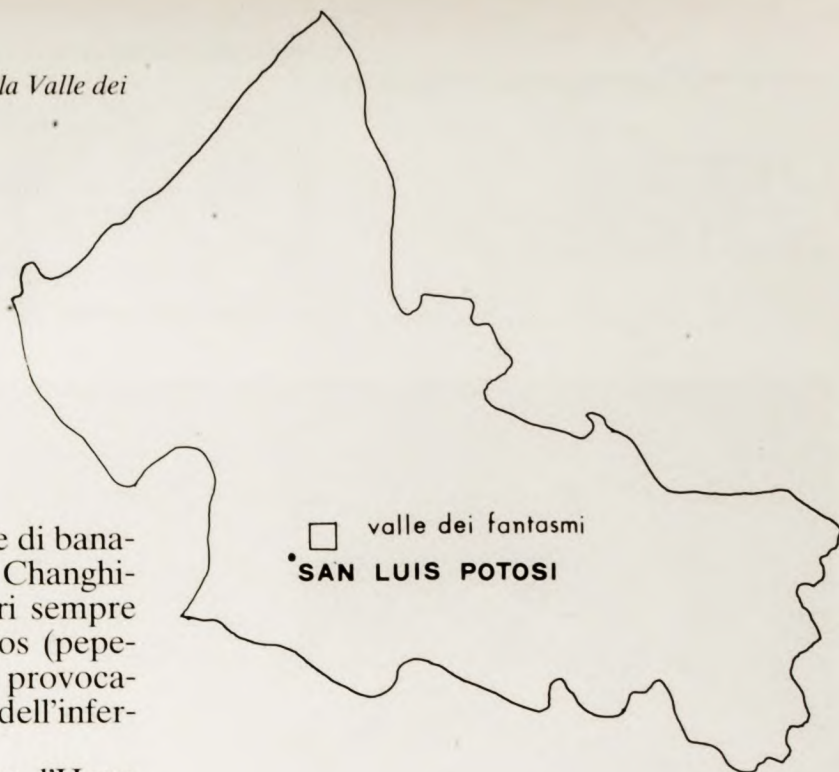 la Valle dei
e di bana-
Changhi-
ri sempre
os (pepe-
provoca-
dell'infer-
valle dei fantasmi
SAN LUIS POTOSI